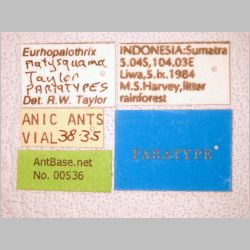 Eurhopalothrix
platysquama
Taylor
PARATYPES
Det. R.W. Taylor
INDONESIA:Sumatra
5.04S,104.03E
Liwa,5.ix.1984
M.S.Harvey,litter
rainforest
ANIC ANTS
VIAL 38·35
PARATYPE
AntBase.net
No. 00536